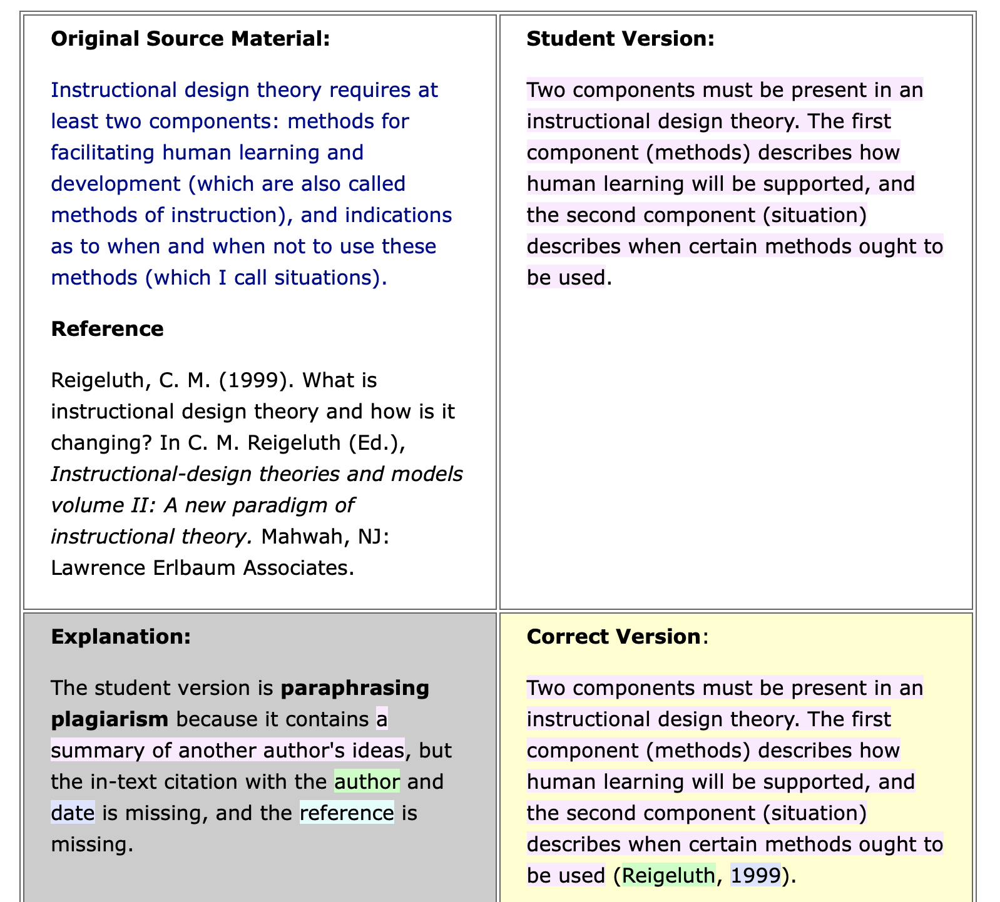 Original Source Material:
Instructional design theory requires at
least two components: methods for
facilitating human learning and
development (which are also called
methods of instruction), and indications
as to when and when not to use these
methods (which I call situations).
Reference
Reigeluth, C. M. (1999). What is
instructional design theory and how is it
changing? In C. M. Reigeluth (Ed.),
Instructional-design theories and models
volume II: A new paradigm of
instructional theory. Mahwah, NJ:
Lawrence Erlbaum Associates.
Student Version:
Two components must be present in an
instructional design theory. The first
component (methods) describes how
human learning will be supported, and
the second component (situation)
describes when certain methods ought to
be used.
Explanation:
The student version is paraphrasing
plagiarism because it contains a
summary of another author's ideas, but
the in-text citation with the author and
date is missing, and the reference is
missing.
Correct Version:
Two components must be present in an
instructional design theory. The first
component (methods) describes how
human learning will be supported, and
the second component (situation)
describes when certain methods ought to
be used (Reigeluth, 1999).